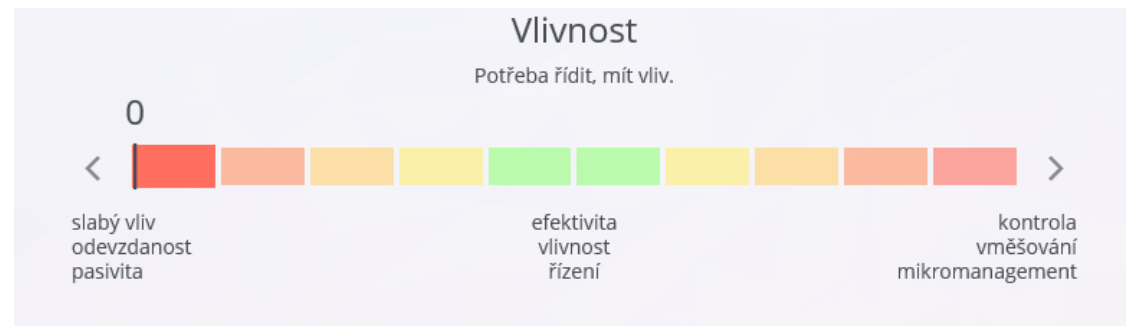 Vlivnost
Potřeba řídit, mít vliv.
0
slabý vliv
odevzdanost
pasivita
efektivita
vlivnost
řízení
kontrola
vměšování
mikromanagement